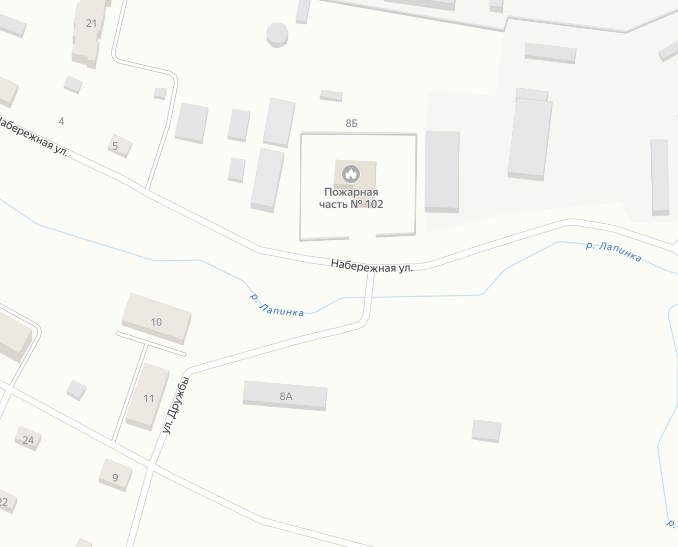 21
4
8Б
Набережная ул.
5
Пожарная
часть № 102
р. Лапинка
Набережная ул.
р. Лапинка
10
8А
11
ул. Дружбы
24
9
22
р.